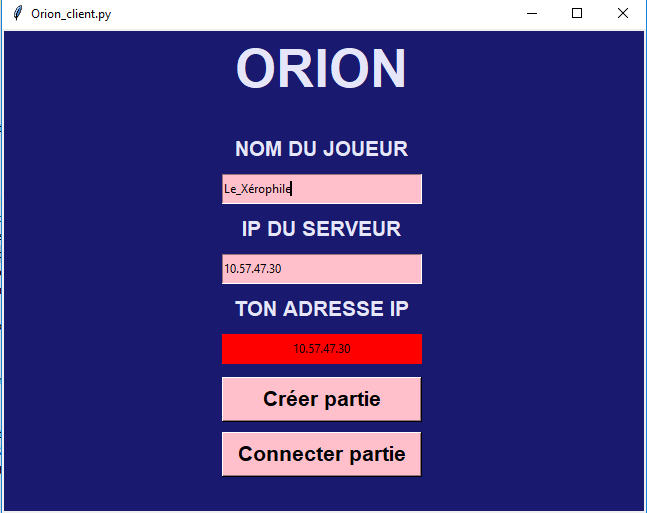 Orion_client.py
ORION
NOM DU JOUEUR
Le_Xérophile
IP DU SERVEUR
10.57.47.30
TON ADRESSE IP
10.57.47.30
Créer partie
Connecter partie